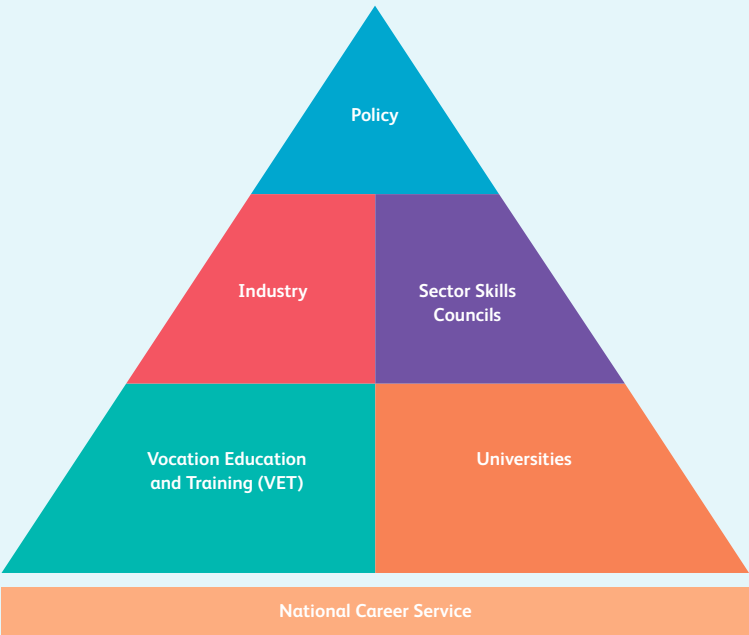 Policy
Industry
Sector Skills
Councils
Vocation Education
and Training (VET)
Universities
National Career Service